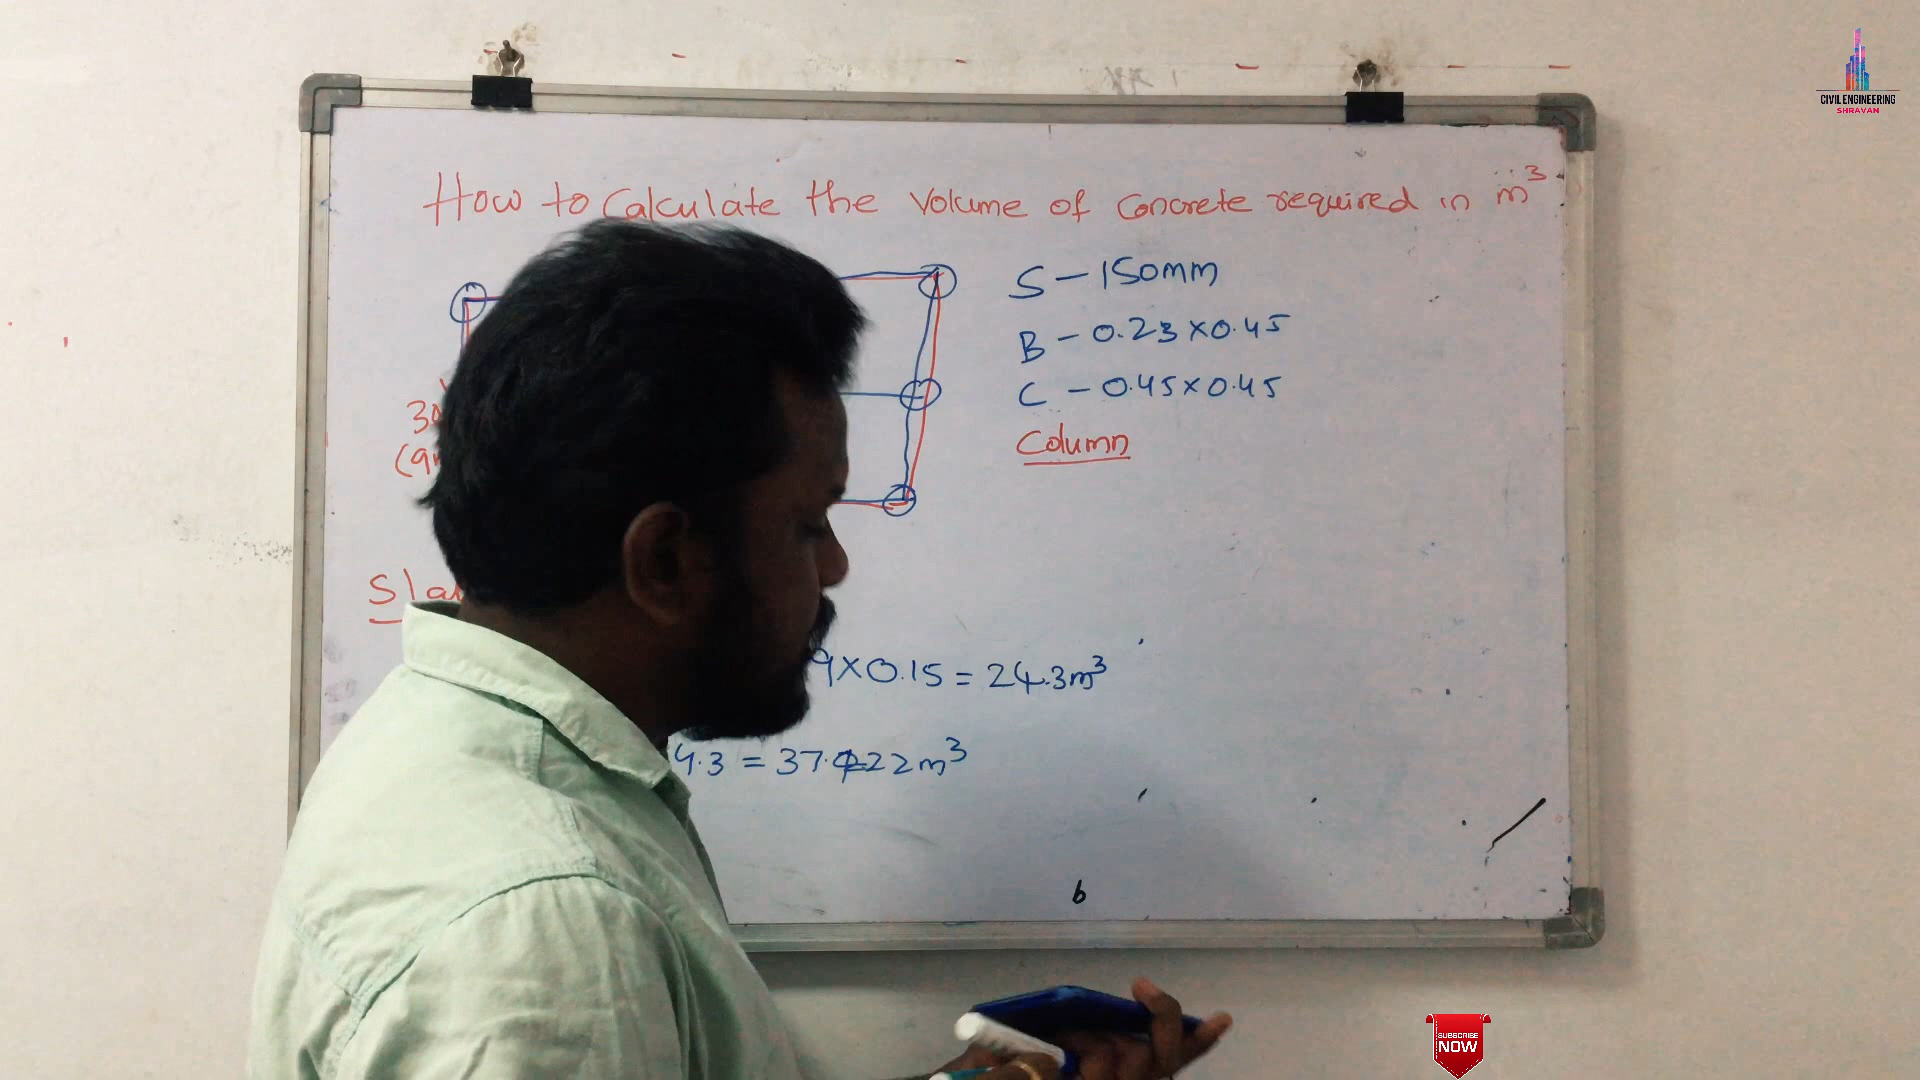 CIVIL ENGINEERING
SHRAVAN
How to Calculate the Volume of Concrete required in m³
S - 150mm
B - 0.23 x 0.45
C - 0.45 x 0.45
Column
9 x 0.15 = 24.3m³
4.3 = 37.422m³
b
SUBSCRIBE
NOW